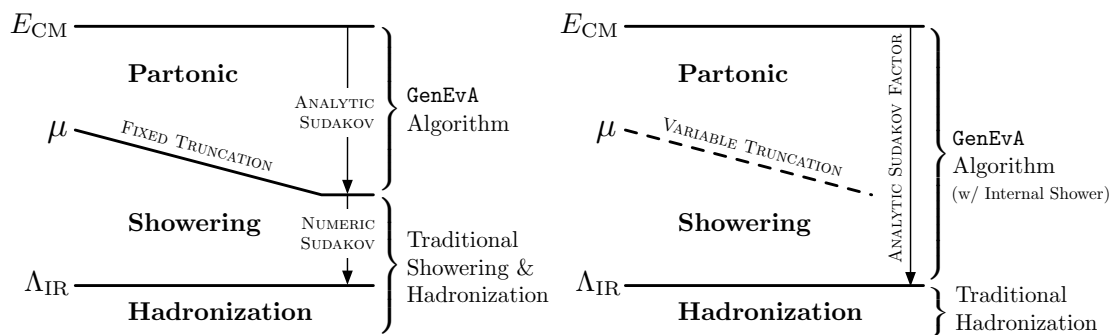 E_CM
Partonic
ANALYTIC
SUDAKOV
GenEvA
Algorithm
μ
FIXED TRUNCATION
Showering
NUMERIC
SUDAKOV
Traditional
Showering &
Hadronization
Λ_IR
Hadronization
E_CM
Partonic
ANALYTIC SUDAKOV FACTOR
μ
VARIABLE TRUNCATION
GenEvA
Algorithm
(w/ Internal Shower)
Showering
Λ_IR
Hadronization
Traditional
Hadronization